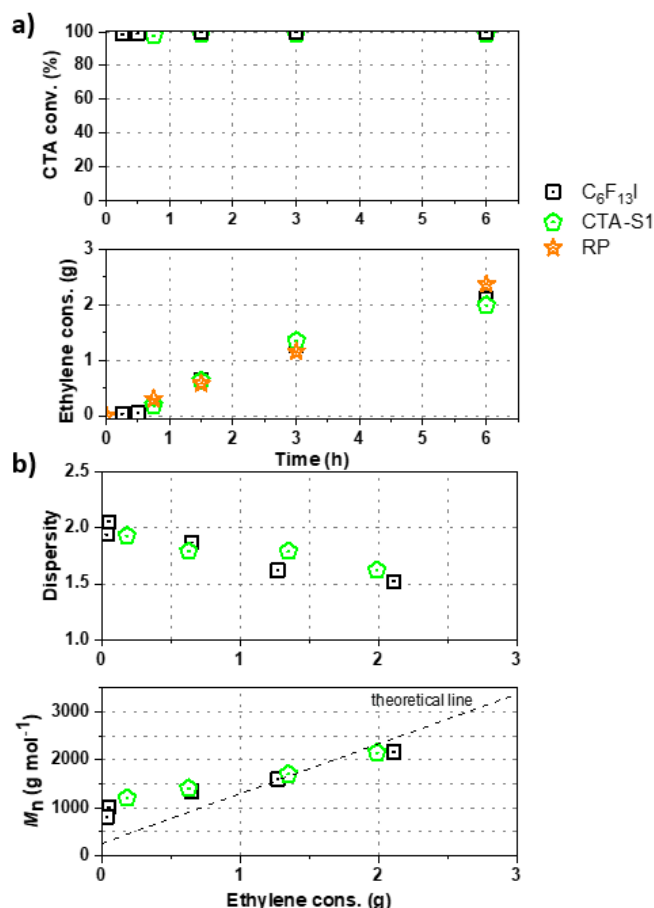 a)
CTA conv. (%)
100
80
60
40
20
0
0 1 2 3 4 5 6
C₆F₁₃I
CTA-S1
RP
Ethylene cons. (g)
3
2
1
0
0 1 2 3 4 5 6
Time (h)
b)
Dispersity
2.5
2.0
1.5
1.0
0 1 2 3
Mn (g mol⁻¹)
theoretical line
3000
2000
1000
0
0 1 2 3
Ethylene cons. (g)